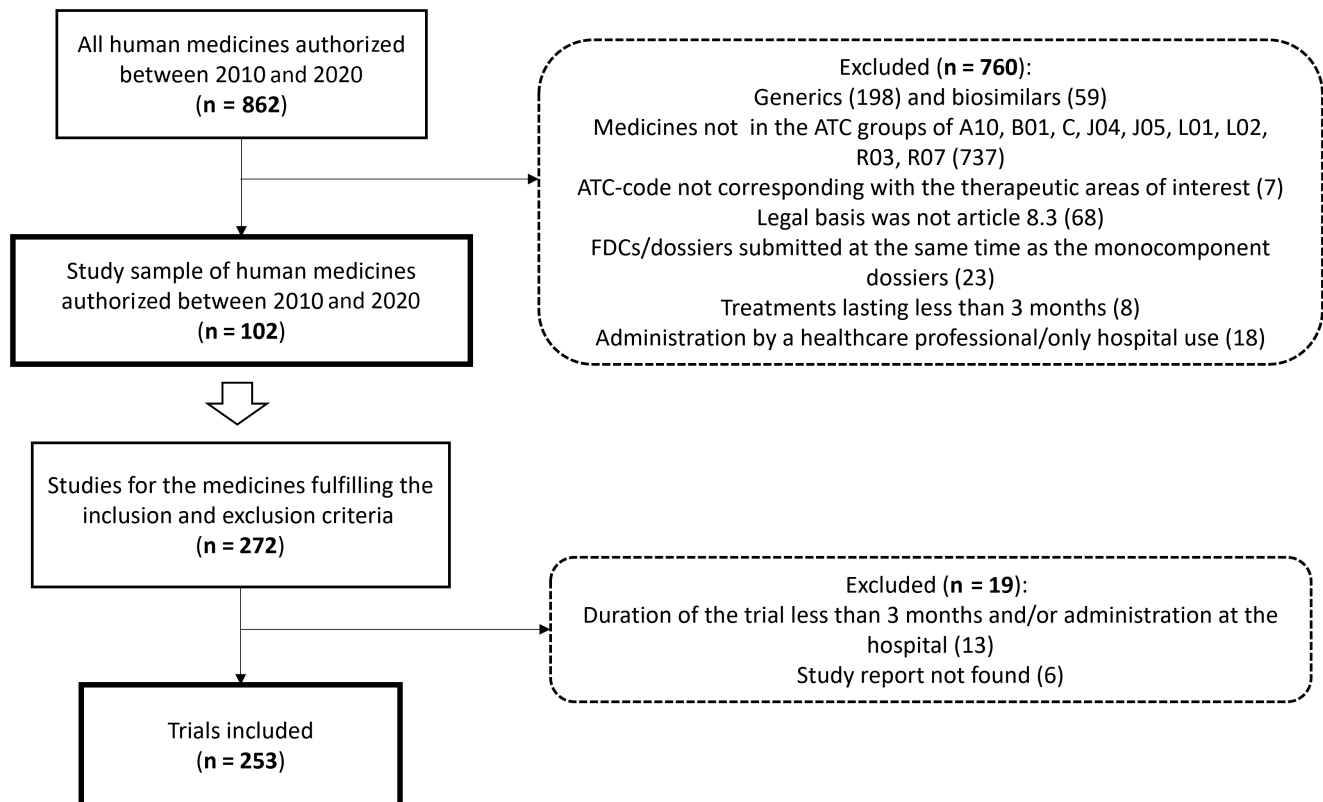 All human medicines authorized
between 2010 and 2020
(n = 862)
Excluded (n = 760):
Generics (198) and biosimilars (59)
Medicines not in the ATC groups of A10, B01, C, J04, J05, L01, L02,
R03, R07 (737)
ATC-code not corresponding with the therapeutic areas of interest (7)
Legal basis was not article 8.3 (68)
FDCs/dossiers submitted at the same time as the monocomponent
dossiers (23)
Treatments lasting less than 3 months (8)
Administration by a healthcare professional/only hospital use (18)
Study sample of human medicines
authorized between 2010 and 2020
(n = 102)
Studies for the medicines fulfilling the
inclusion and exclusion criteria
(n = 272)
Excluded (n = 19):
Duration of the trial less than 3 months and/or administration at the
hospital (13)
Study report not found (6)
Trials included
(n = 253)